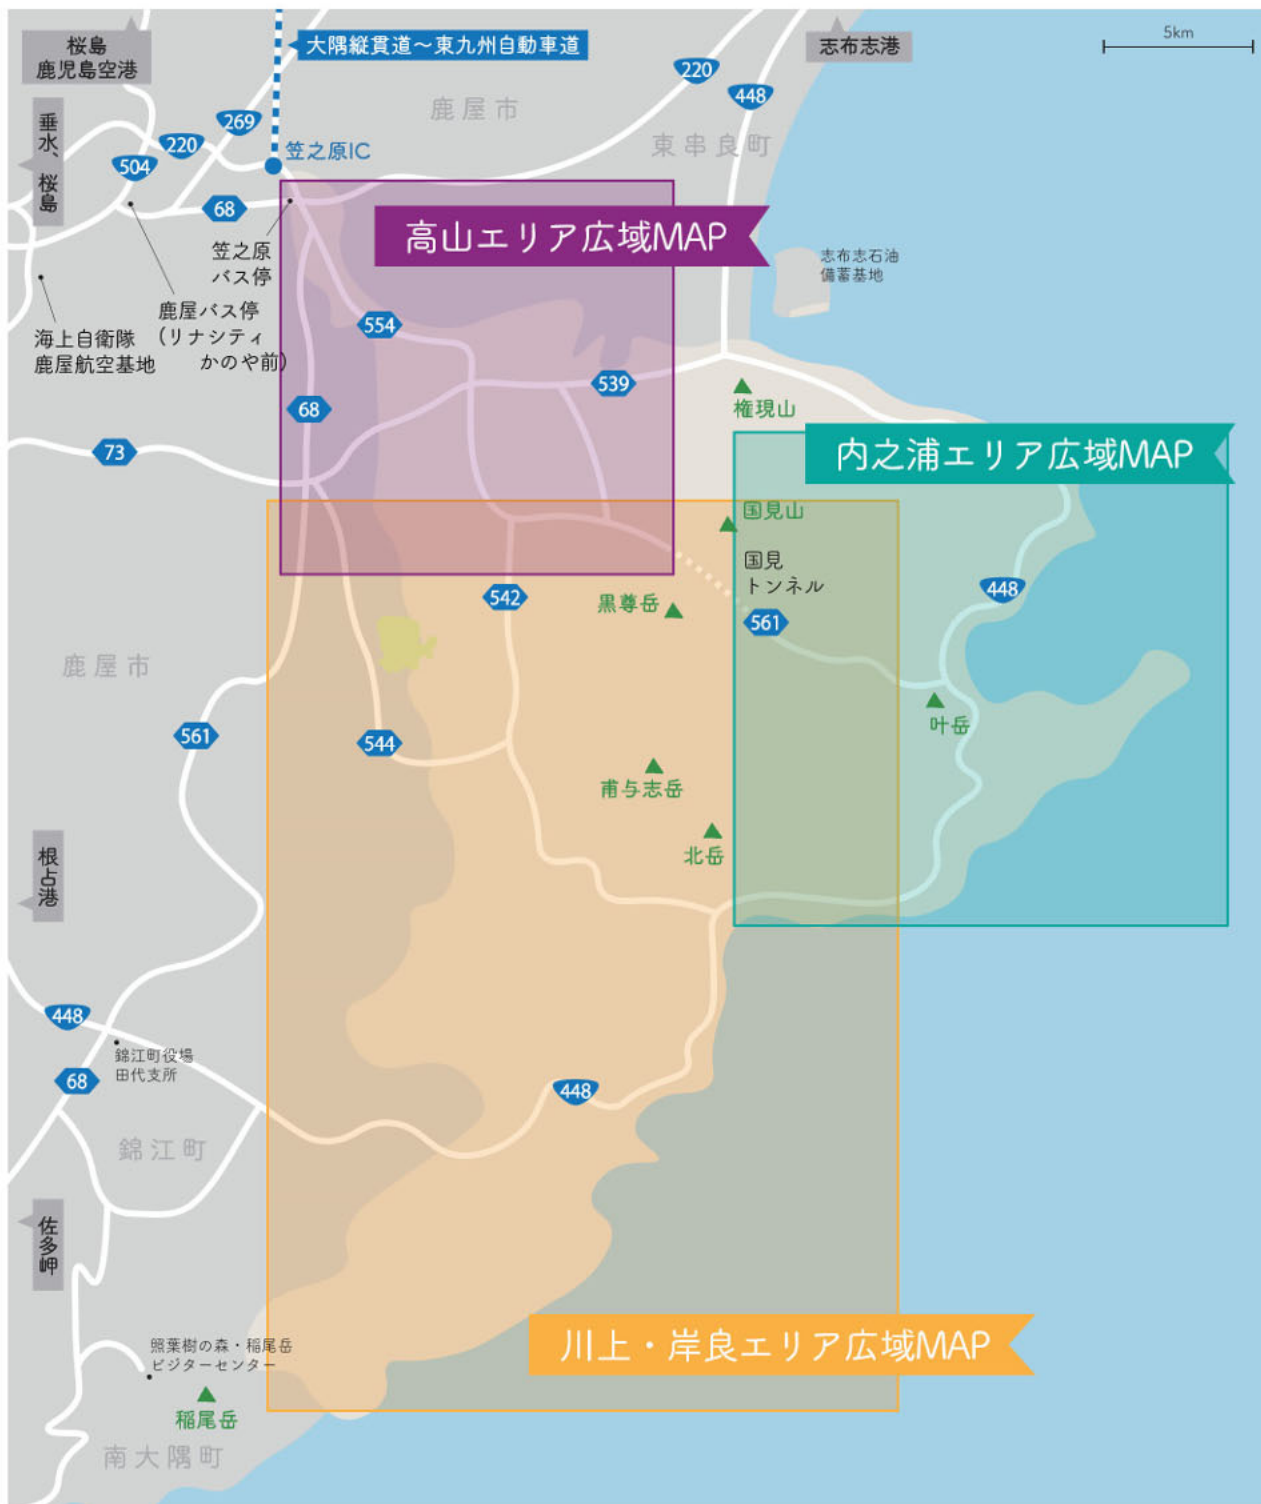 桜島
鹿児島空港
大隅縦貫道～東九州自動車道
志布志港
5km
220
448
鹿屋市
東串良町
269
220
504
垂水、桜島
笠之原IC
68
高山エリア広域MAP
笠之原
バス停
志布志石油
備蓄基地
鹿屋バス停
(リナシティ
かのや前)
海上自衛隊
鹿屋航空基地
554
539
68
権現山
73
内之浦エリア広域MAP
国見山
国見
トンネル
448
542
黒尊岳
561
鹿屋市
叶岳
561
544
甫与志岳
北岳
根占港
448
錦江町役場
田代支所
68
448
錦江町
佐多岬
川上・岸良エリア広域MAP
照葉樹の森・稲尾岳
ビジターセンター
稲尾岳
南大隅町